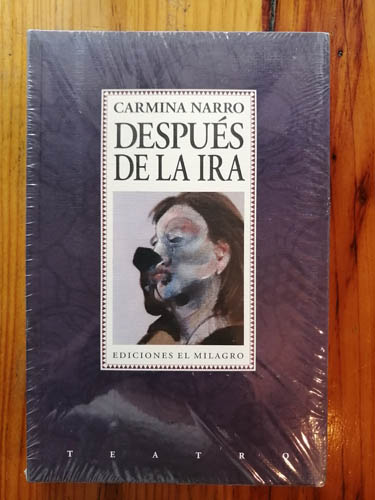 CARMINA NARRO
DESPUÉS
DE LA IRA
EDICIONES EL MILAGRO
TEATRO